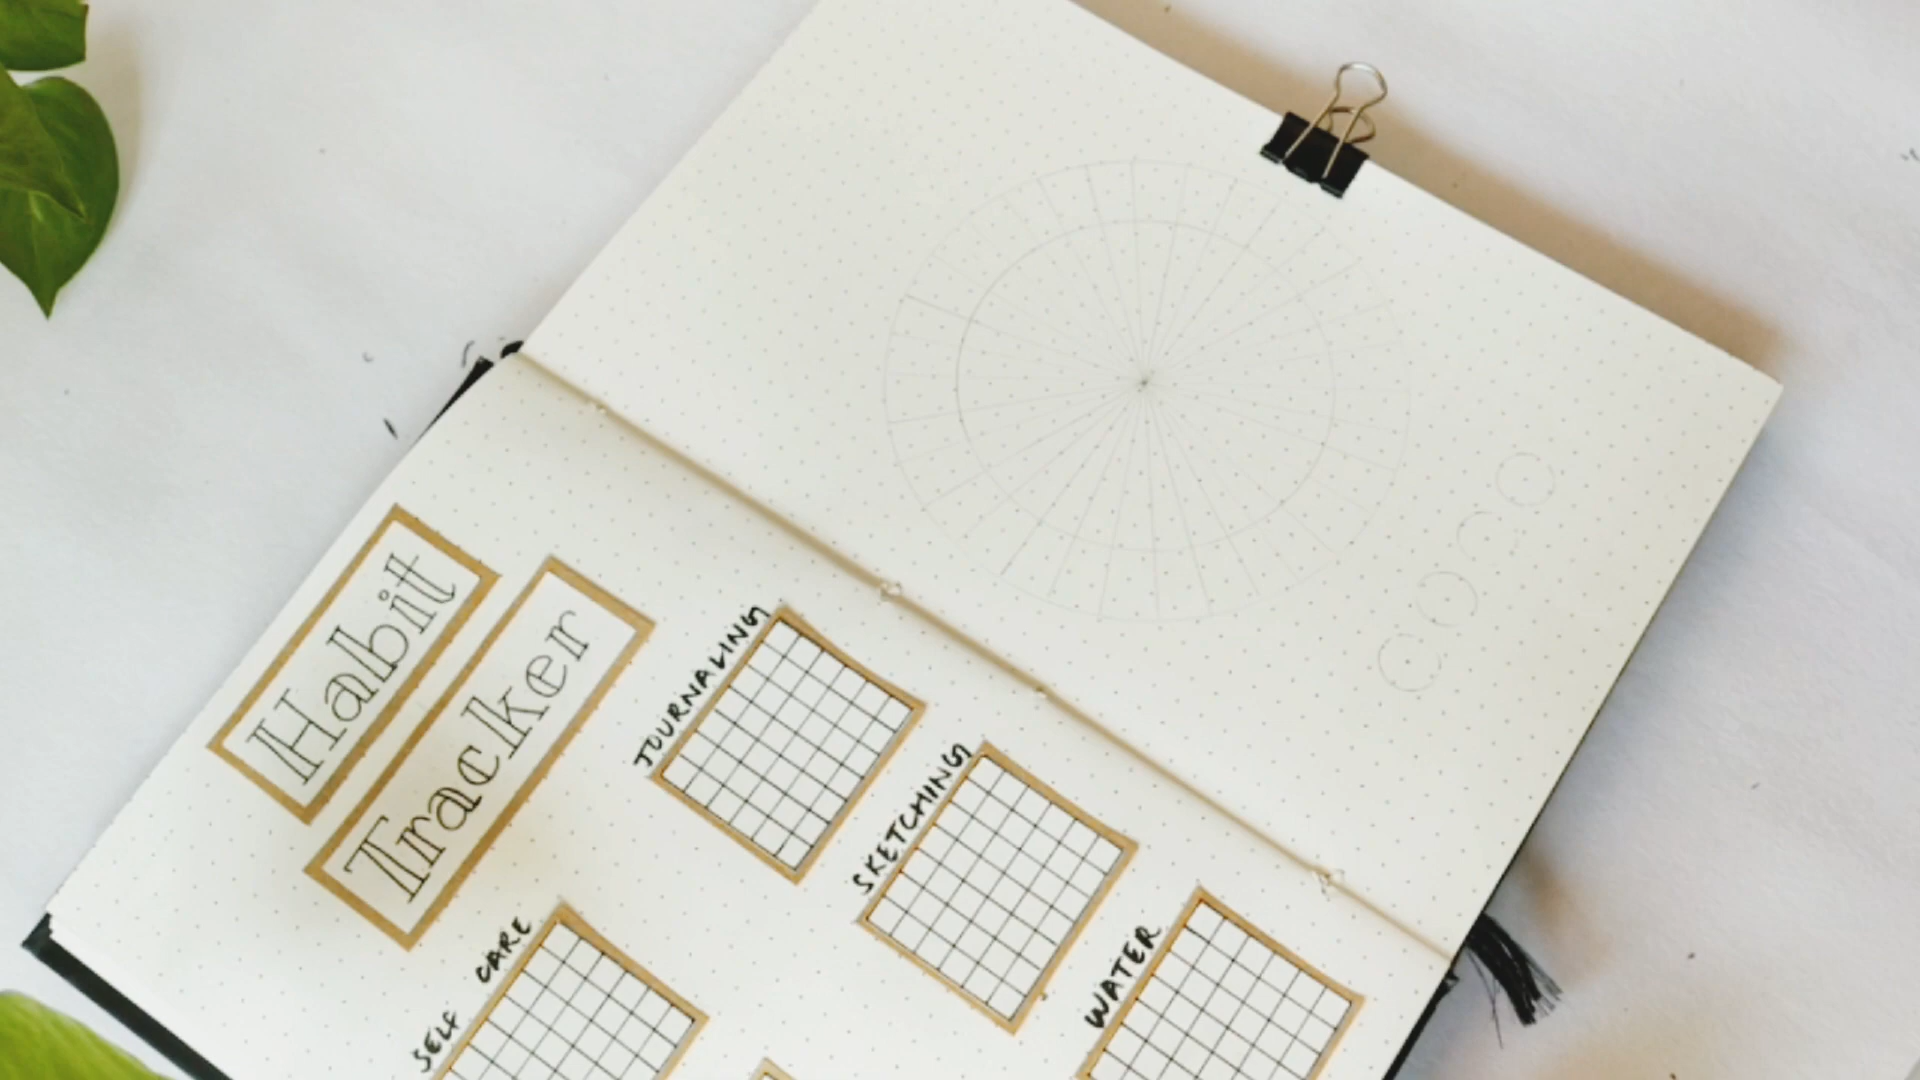 Habit
Tracker
JOURNALING
SKETCHING
WATER
SELF CARE